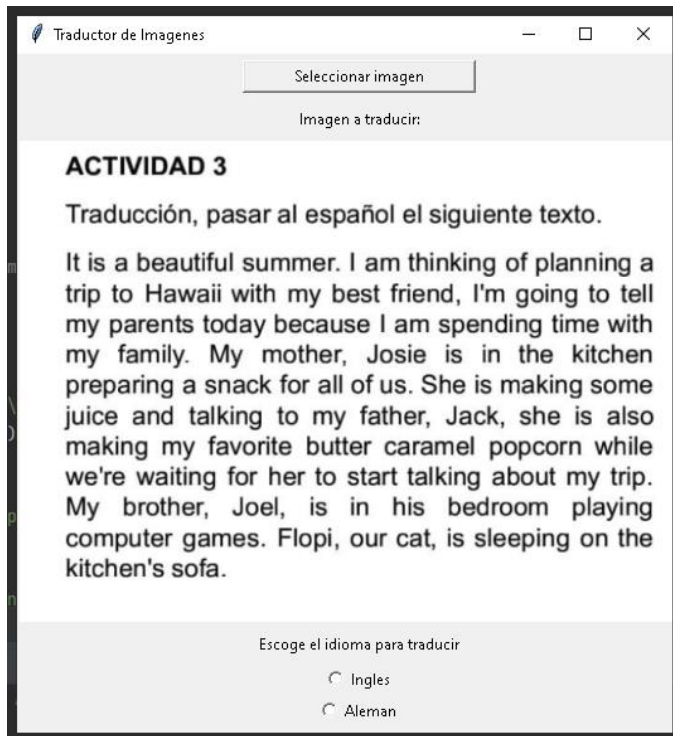 Traductor de Imagenes
Seleccionar imagen
Imagen a traducir:
ACTIVIDAD 3
Traducción, pasar al español el siguiente texto.
It is a beautiful summer. I am thinking of planning a
trip to Hawaii with my best friend, I'm going to tell
my parents today because I am spending time with
my family. My mother, Josie is in the kitchen
preparing a snack for all of us. She is making some
juice and talking to my father, Jack, she is also
making my favorite butter caramel popcorn while
we're waiting for her to start talking about my trip.
My brother, Joel, is in his bedroom playing
computer games. Flopi, our cat, is sleeping on the
kitchen's sofa.
Escoge el idioma para traducir
Ingles
Aleman